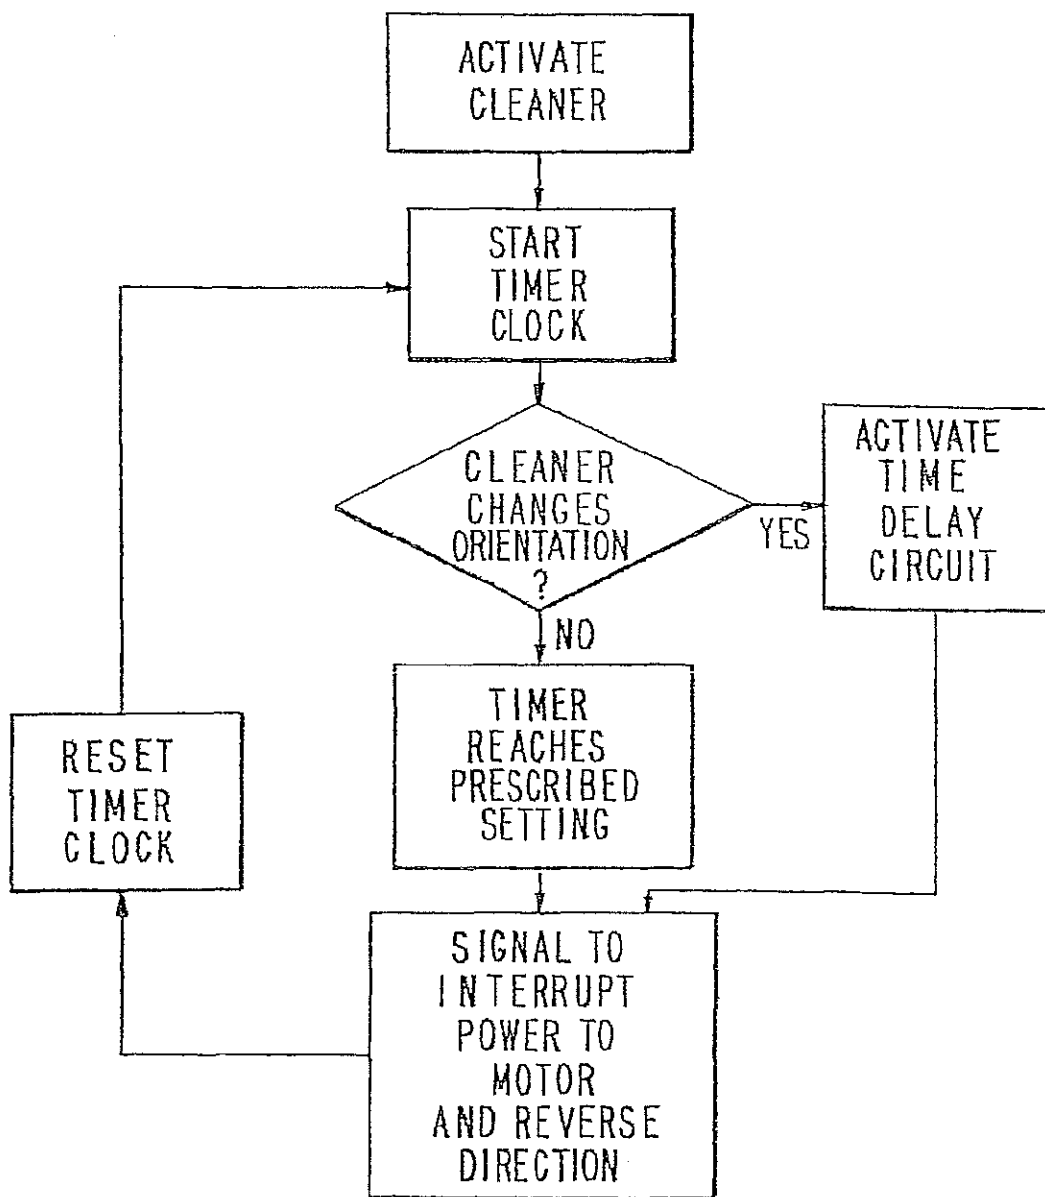 ACTIVATE
CLEANER
START
TIMER
CLOCK
CLEANER
CHANGES
ORIENTATION
?
YES
ACTIVATE
TIME
DELAY
CIRCUIT
NO
TIMER
REACHES
PRESCRIBED
SETTING
RESET
TIMER
CLOCK
SIGNAL TO
INTERRUPT
POWER TO
MOTOR
AND REVERSE
DIRECTION